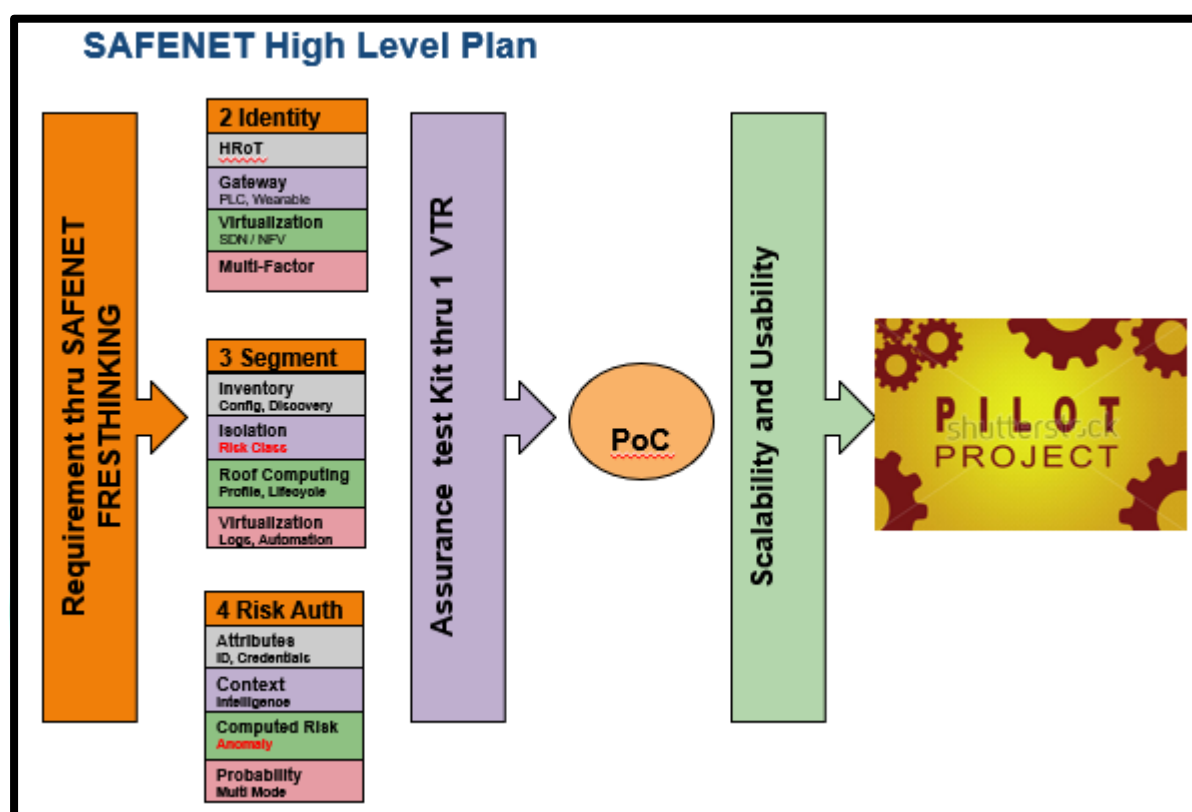 SAFENET High Level Plan
Requirement thru SAFENET
FRESTHINKING
2 Identity
HRoT
Gateway
PLC, Wearable
Virtualization
SDN / NFV
Multi-Factor
3 Segment
Inventory
Config, Discovery
Isolation
Risk Class
Roof Computing
Profile, Lifecycle
Virtualization
Logs, Automation
4 Risk Auth
Attributes
ID, Credentials
Context
Intelligence
Computed Risk
Anomaly
Probability
Multi Mode
Assurance test Kit thru 1 VTR
PoC
Scalability and Usability
PILOT
shutterstock
PROJECT